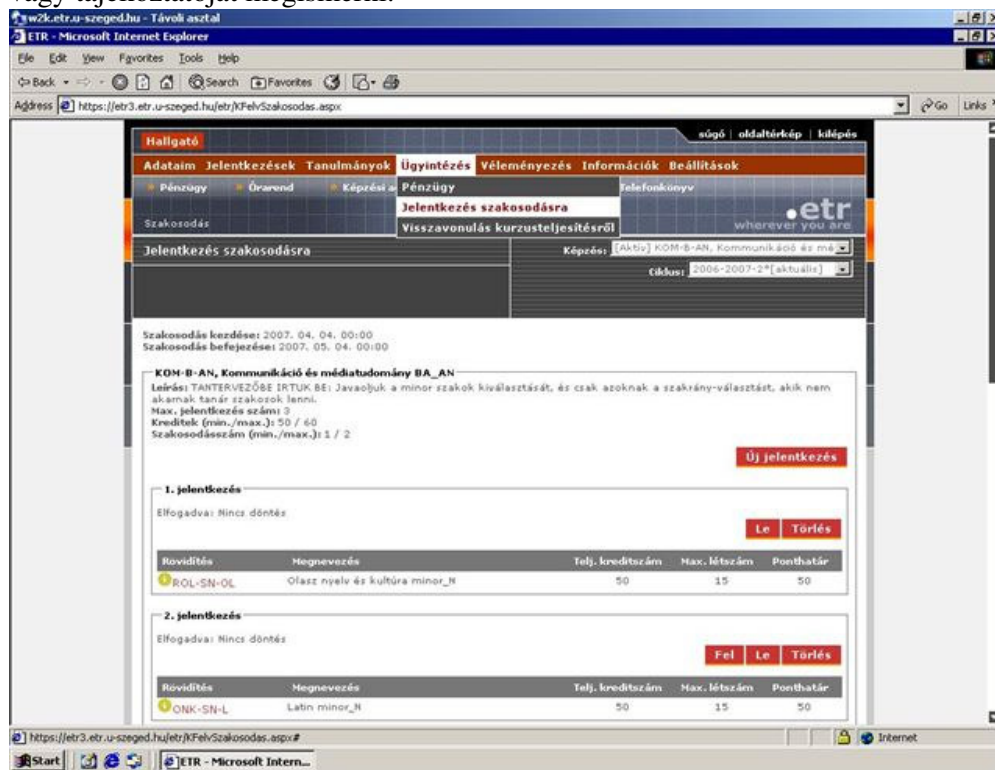 vagy tájékoztatóját megismerni.
w2k.etr.u-szeged.hu - Távoli asztal
ETR - Microsoft Internet Explorer
File Edit View Favorites Tools Help
Back Search Favorites
Address https://etr3.etr.u-szeged.hu/etr/KFelvSzakosodas.aspx Go Links
súgó | oldaltérkép | kilépés
Hallgató
Adataim Jelentkezések Tanulmányok Ügyintézés Véleményezés Információk Beállítások
Pénzügy Órarend Képzési a Pénzügy Telefonkönyv
Jelentkezés szakosodásra
Visszavonulás kurzusteljesítésről
Szakosodás
.etr
wherever you are
Jelentkezés szakosodásra
Képzés: [Aktív] KOM-B-AN, Kommunikáció és mé
Ciklus: 2006-2007-2*[aktuális]
Szakosodás kezdése: 2007. 04. 04. 00:00
Szakosodás befejezése: 2007. 05. 04. 00:00
KOM-B-AN, Kommunikáció és médiatudomány BA_AN
Leírás: TANTERVEZŐBE IRTUK BE: Javaoljuk a minor szakok kiválasztását, és csak azoknak a szakrány-választást, akik nem
akarnak tanár szakozok lenni.
Max. jelentkezés szám: 3
Kreditek (min./max.): 50 / 60
Szakosodásszám (min./max.): 1 / 2
Új jelentkezés
1. jelentkezés
Elfogadva: Nincs döntés
Le Törlés
Rövidítés Megnevezés Telj. kreditszám Max. létszám Ponthatár
ROL-SN-OL Olasz nyelv és kultúra minor_N 50 15 50
2. jelentkezés
Elfogadva: Nincs döntés
Fel Le Törlés
Rövidítés Megnevezés Telj. kreditszám Max. létszám Ponthatár
ONK-SN-L Latin minor_N 50 15 50
https://etr3.etr.u-szeged.hu/etr/KFelvSzakosodas.aspx# Internet
Start ETR - Microsoft Intern...